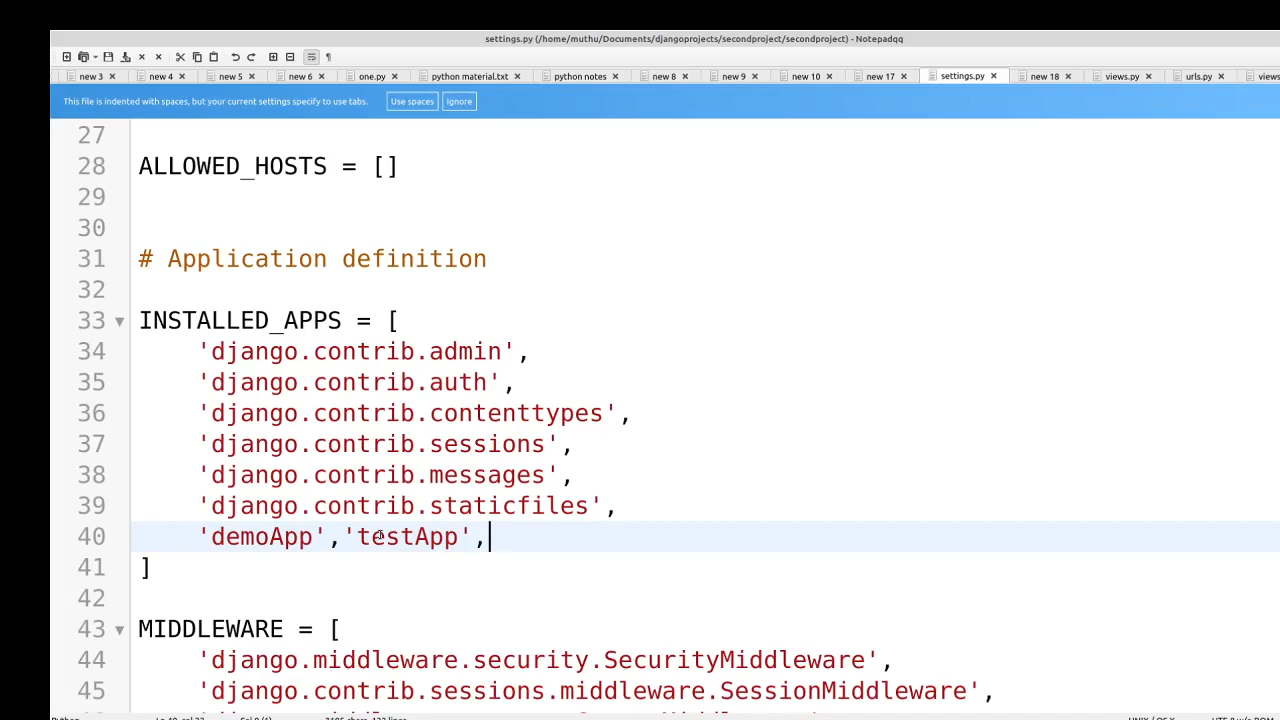 settings.py (/home/muthu/Documents/djangoprojects/secondproject/secondproject) - Notepadqq
new 3 new 4 new 5 new 6 one.py python material.txt python notes new 8 new 9 new 10 new 17 settings.py new 18 views.py urls.py views
This file is indented with spaces, but your current settings specify to use tabs. Use spaces Ignore
27
28 ALLOWED_HOSTS = []
29
30
31 # Application definition
32
33 INSTALLED_APPS = [
34 'django.contrib.admin',
35 'django.contrib.auth',
36 'django.contrib.contenttypes',
37 'django.contrib.sessions',
38 'django.contrib.messages',
39 'django.contrib.staticfiles',
40 'demoApp','testApp',
41 ]
42
43 MIDDLEWARE = [
44 'django.middleware.security.SecurityMiddleware',
45 'django.contrib.sessions.middleware.SessionMiddleware',